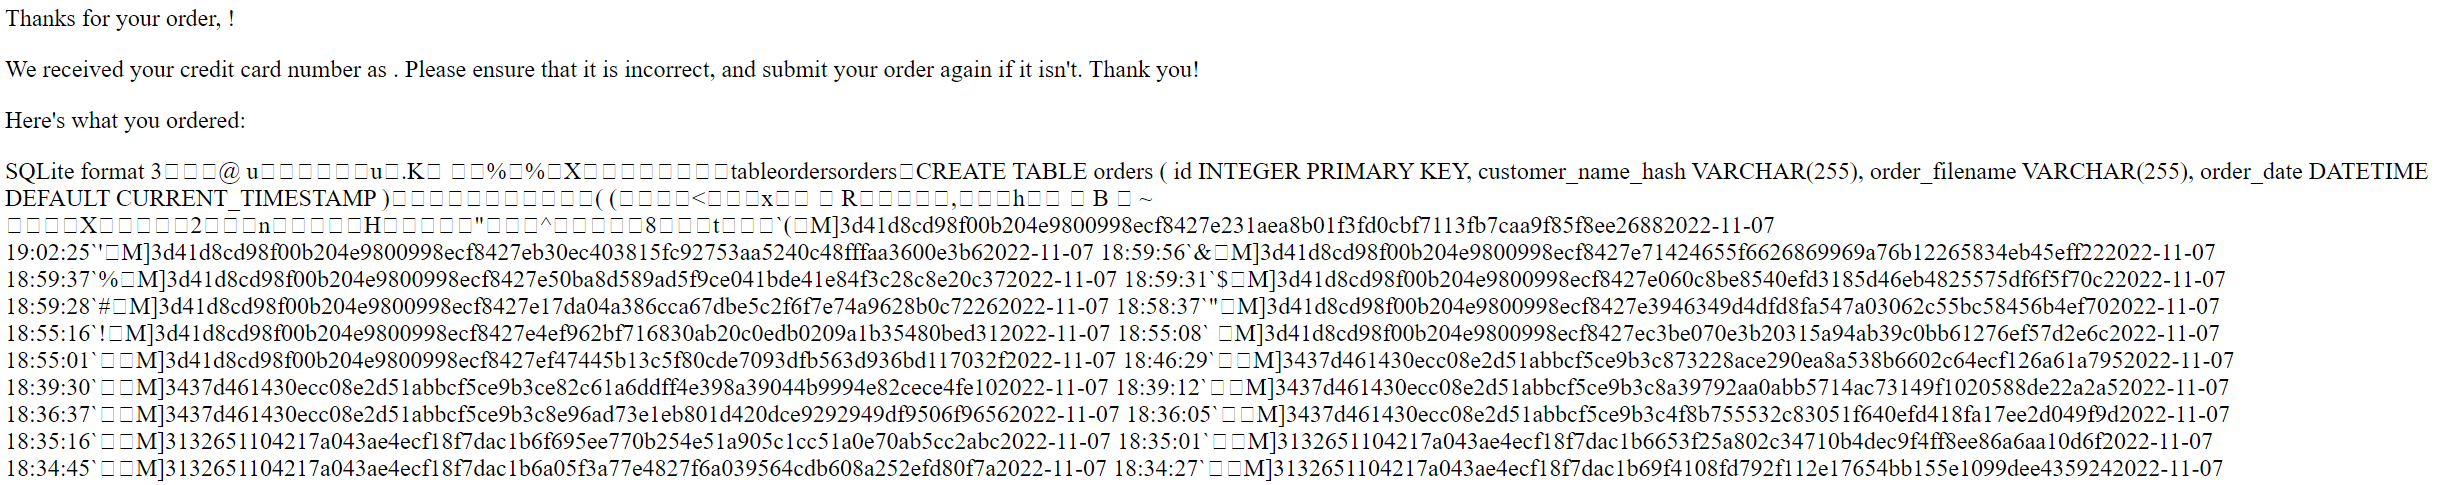 Thanks for your order, !
We received your credit card number as . Please ensure that it is incorrect, and submit your order again if it isn't. Thank you!
Here's what you ordered:
SQLite format 3□□□@ u□□□□□□u□.K□ □□%□%□X□□□□□□□□tableordersorders□CREATE TABLE orders ( id INTEGER PRIMARY KEY, customer_name_hash VARCHAR(255), order_filename VARCHAR(255), order_date DATETIME
DEFAULT CURRENT_TIMESTAMP )□□□□□□□□□□□( (□□□□<□□□x□□ □ R□□□□□,□□□h□□ □ B □ ~
□□□□X□□□□□2□□□n□□□□□H□□□□□"□□□^□□□□□8□□□t□□□`(□M]3d41d8cd98f00b204e9800998ecf8427e231aea8b01f3fd0cbf7113fb7caa9f85f8ee26882022-11-07
19:02:25`'□M]3d41d8cd98f00b204e9800998ecf8427eb30ec403815fc92753aa5240c48fffaa3600e3b62022-11-07 18:59:56`&□M]3d41d8cd98f00b204e9800998ecf8427e71424655f6626869969a76b12265834eb45eff222022-11-07
18:59:37`%□M]3d41d8cd98f00b204e9800998ecf8427e50ba8d589ad5f9ce041bde41e84f3c28c8e20c372022-11-07 18:59:31`$□M]3d41d8cd98f00b204e9800998ecf8427e060c8be8540efd3185d46eb4825575df6f5f70c22022-11-07
18:59:28`#□M]3d41d8cd98f00b204e9800998ecf8427e17da04a386cca67dbe5c2f6f7e74a9628b0c72262022-11-07 18:58:37`"□M]3d41d8cd98f00b204e9800998ecf8427e3946349d4dfd8fa547a03062c55bc58456b4ef702022-11-07
18:55:16`!□M]3d41d8cd98f00b204e9800998ecf8427e4ef962bf716830ab20c0edb0209a1b35480bed312022-11-07 18:55:08` □M]3d41d8cd98f00b204e9800998ecf8427ec3be070e3b20315a94ab39c0bb61276ef57d2e6c2022-11-07
18:55:01`□□M]3d41d8cd98f00b204e9800998ecf8427ef47445b13c5f80cde7093dfb563d936bd117032f2022-11-07 18:46:29`□□M]3437d461430ecc08e2d51abbcf5ce9b3c873228ace290ea8a538b6602c64ecf126a61a7952022-11-07
18:39:30`□□M]3437d461430ecc08e2d51abbcf5ce9b3ce82c61a6ddff4e398a39044b9994e82cece4fe102022-11-07 18:39:12`□□M]3437d461430ecc08e2d51abbcf5ce9b3c8a39792aa0abb5714ac73149f1020588de22a2a52022-11-07
18:36:37`□□M]3437d461430ecc08e2d51abbcf5ce9b3c8e96ad73e1eb801d420dce9292949df9506f96562022-11-07 18:36:05`□□M]3437d461430ecc08e2d51abbcf5ce9b3c4f8b755532c83051f640efd418fa17ee2d049f9d2022-11-07
18:35:16`□□M]3132651104217a043ae4ecf18f7dac1b6f695ee770b254e51a905c1cc51a0e70ab5cc2abc2022-11-07 18:35:01`□□M]3132651104217a043ae4ecf18f7dac1b6653f25a802c34710b4dec9f4ff8ee86a6aa10d6f2022-11-07
18:34:45`□□M]3132651104217a043ae4ecf18f7dac1b6a05f3a77e4827f6a039564cdb608a252efd80f7a2022-11-07 18:34:27`□□M]3132651104217a043ae4ecf18f7dac1b69f4108fd792f112e17654bb155e1099dee4359242022-11-07